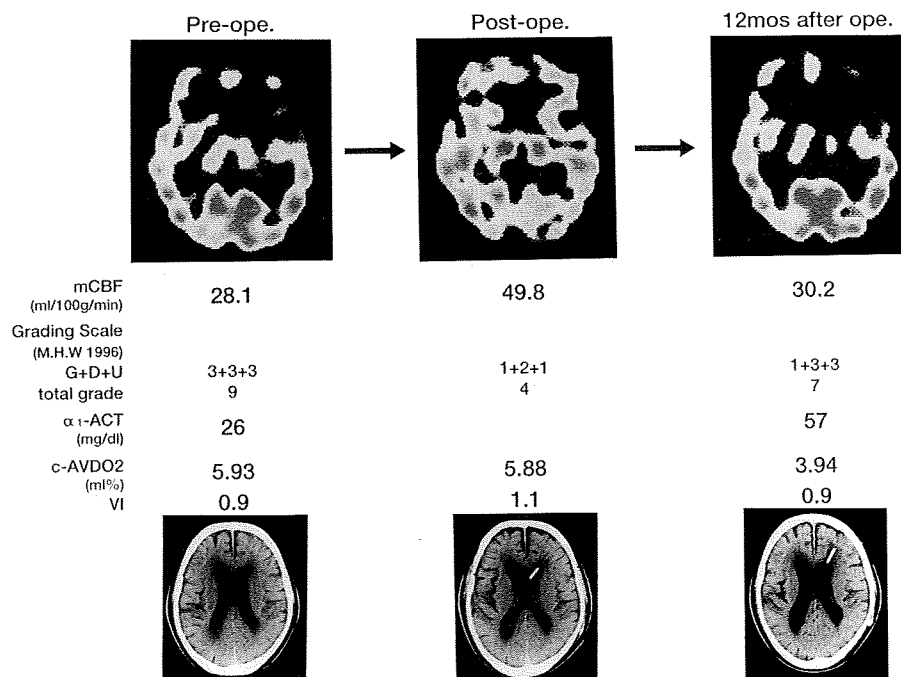 Pre-ope. Post-ope. 12mos after ope.
mCBF 28.1 49.8 30.2
(ml/100g/min)
Grading Scale
(M.H.W 1996)
G+D+U 3+3+3 1+2+1 1+3+3
total grade 9 4 7
α1-ACT 26 57
(mg/dl)
c-AVDO2 5.93 5.88 3.94
(ml%)
VI 0.9 1.1 0.9